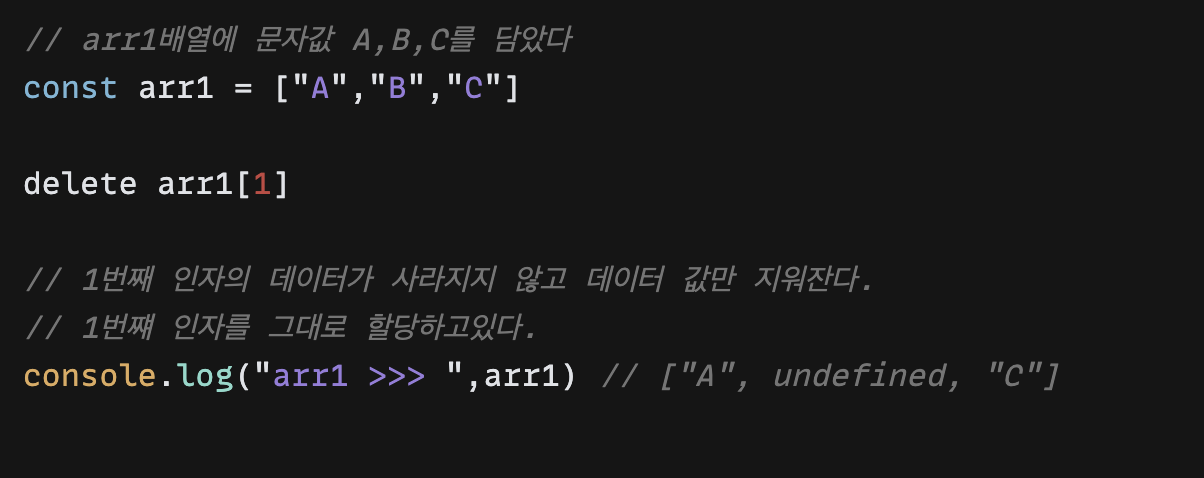 // arr1배열에 문자값 A,B,C를 담았다
const arr1 = ["A","B","C"]
delete arr1[1]
// 1번째 인자의 데이터가 사라지지 않고 데이터 값만 지워잔다.
// 1번쨰 인자를 그대로 할당하고있다.
console.log("arr1 >>> ",arr1) // ["A", undefined, "C"]